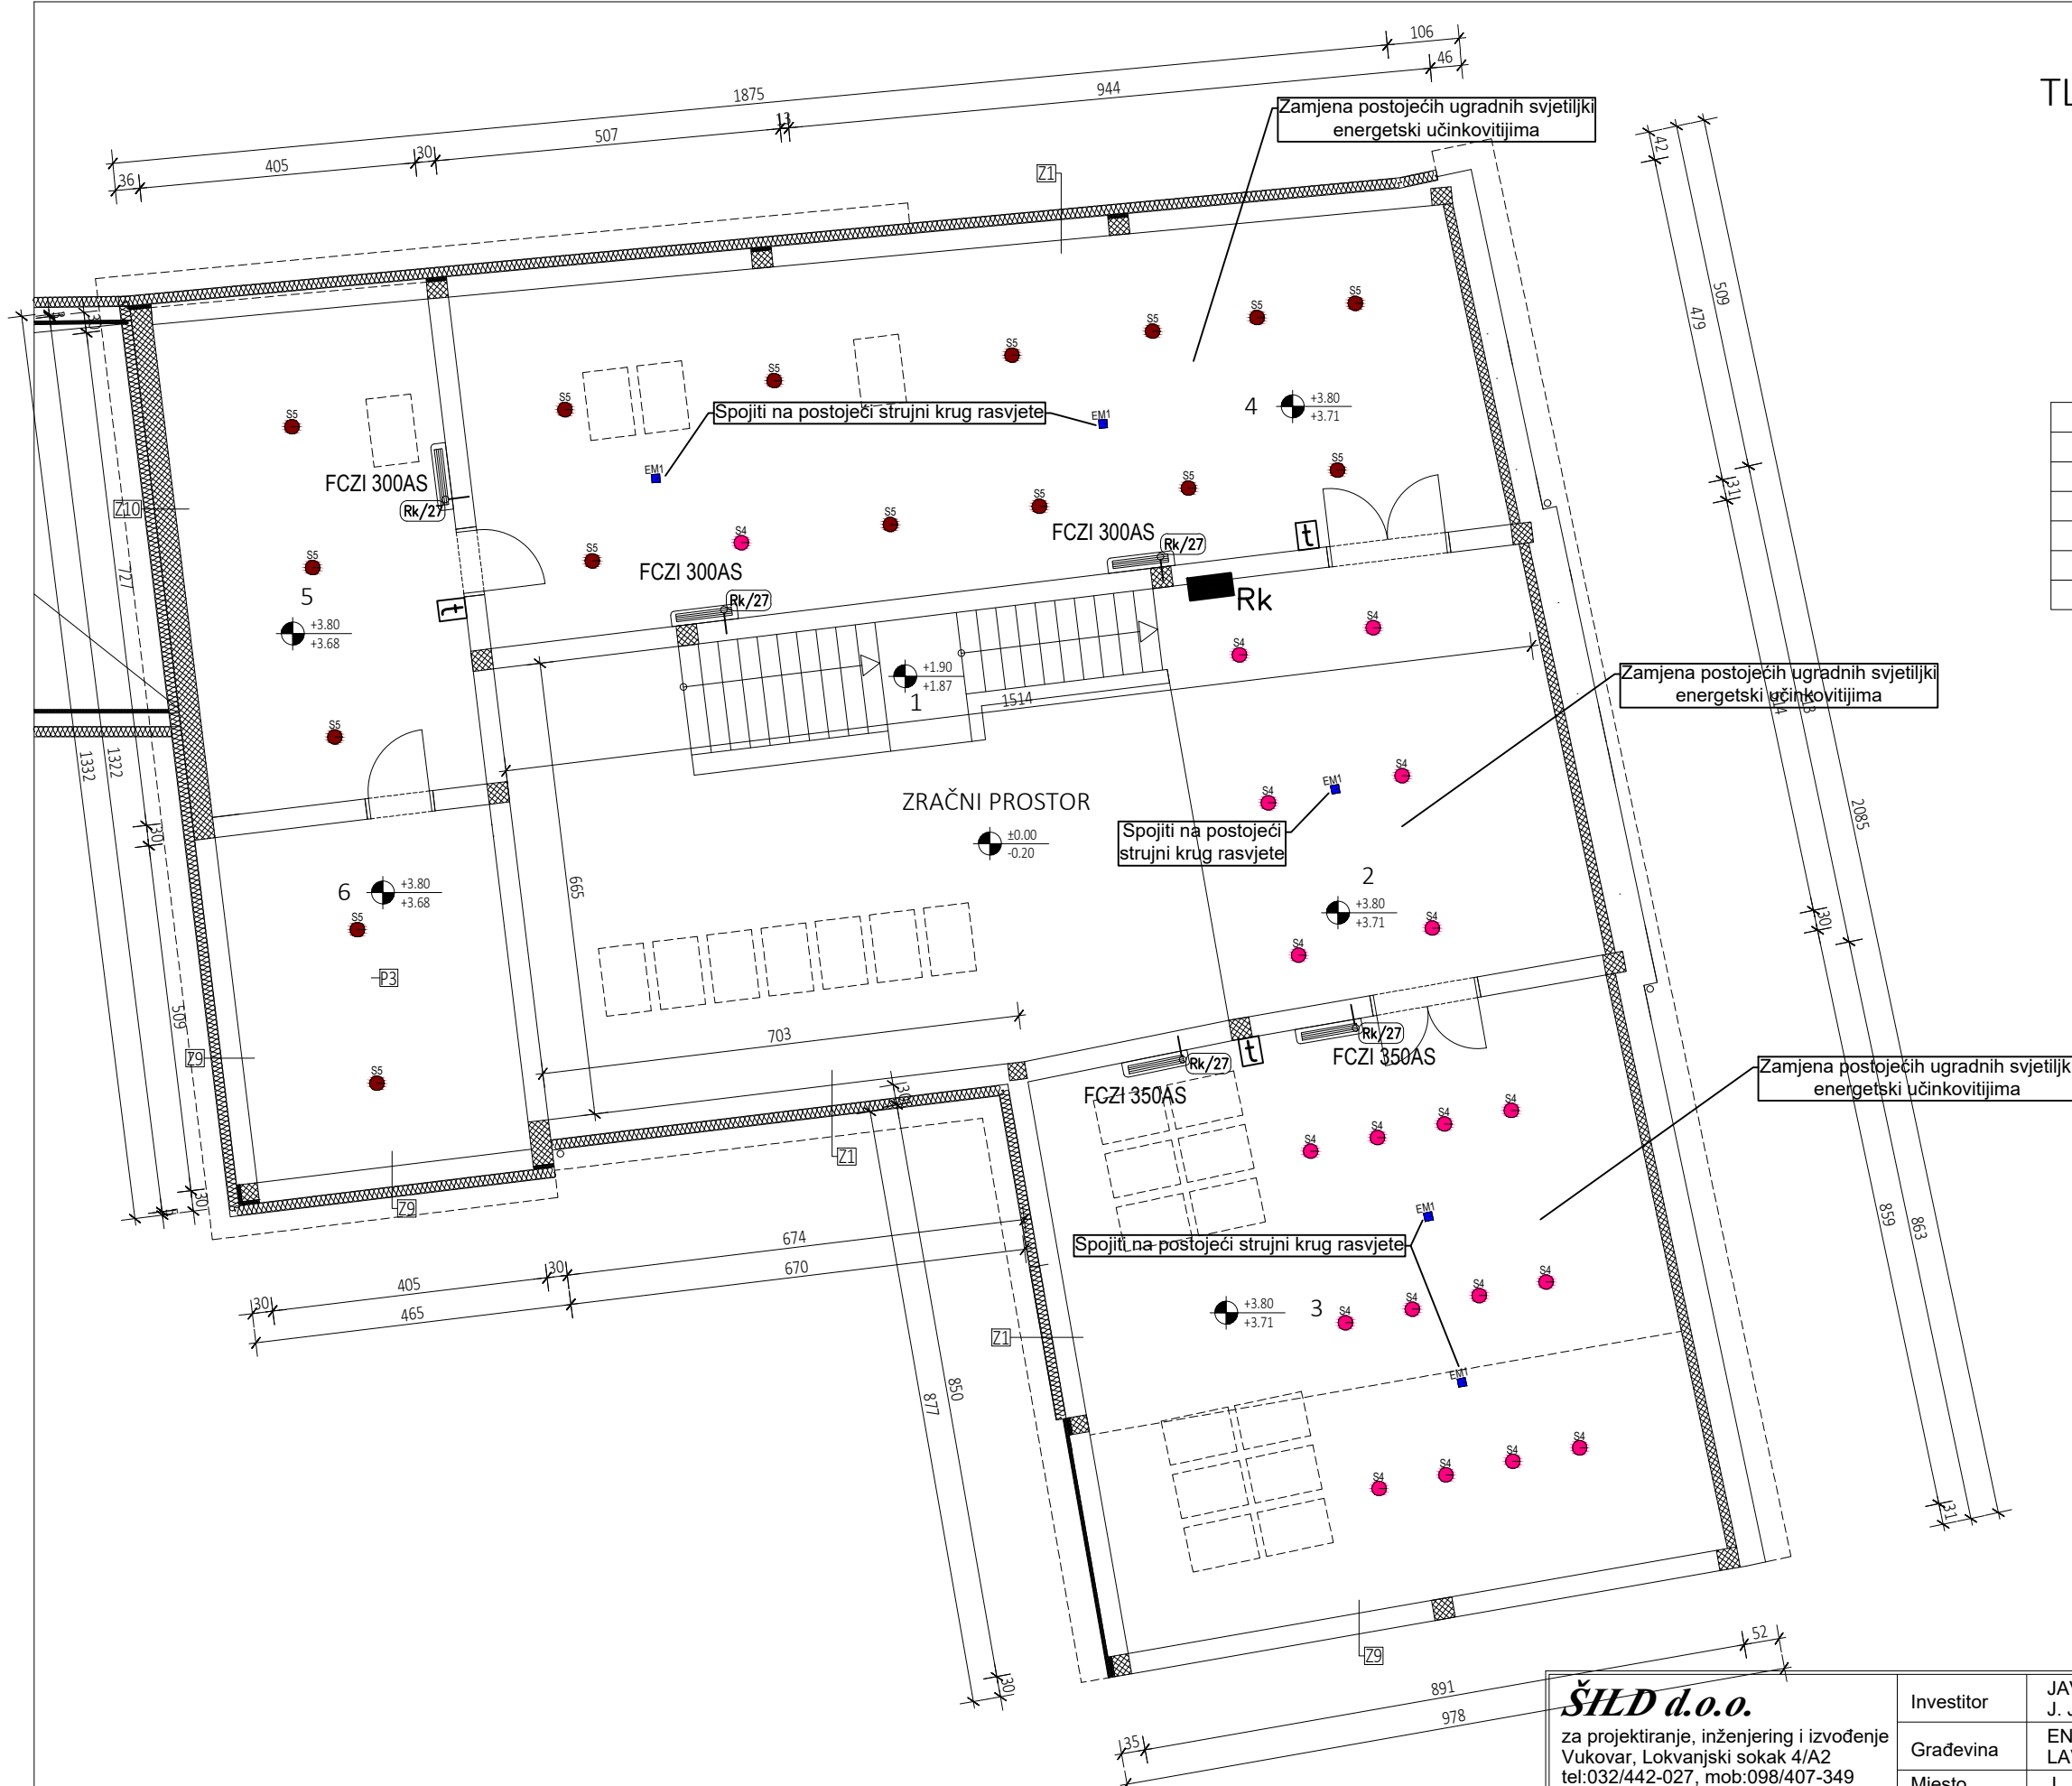 106
46
1875
944
13
507
30
405
36
TL
Zamjena postojećih ugradnih svjetiljki
energetski učinkovitijima
Z1
42
509
479
31
S5
S5
S5
S5
S5
S5
S5
Spojiti na postojeći strujni krug rasvjete
EM1
4
+3.80
+3.71
S5
EM1
S5
S5
FCZI 300AS
Rk/27
Z10
30
S5
S5
S4
S5
FCZI 300AS
Rk/27
t
FCZI 300AS
Rk/27
Rk
S5
5
+3.80
+3.68
t
727
S4
S4
+1.90
+1.87
1
1514
Zamjena postojećih ugradnih svjetiljki
energetski učinkovitijima
S5
1332
1322
ZRAČNI PROSTOR
±0.00
-0.20
S4
S4
EM1
Spojiti na postojeći
strujni krug rasvjete
2085
30
665
6
+3.80
+3.68
2
+3.80
+3.71
S5
S4
S4
30
P3
509
703
Z9
Rk/27
FCZI 350AS
t
Rk/27
FCZI 350AS
S5
Zamjena postojećih ugradnih svjetiljk
energetski učinkovitijima
30
Z1
S4
S4
S4
S4
30
Z9
EM1
859
863
Spojiti na postojeći strujni krug rasvjete
674
670
30
405
30
465
+3.80
+3.71
3
S4
S4
S4
S4
Z1
EM1
850
877
S4
S4
S4
S4
31
Z9
52
30
891
978
35
ŠILD d.o.o.
za projektiranje, inženjering i izvođenje
Vukovar, Lokvanjski sokak 4/A2
tel:032/442-027, mob:098/407-349
Investitor
JAV
J. J
Građevina
EN
LAV
Mjesto